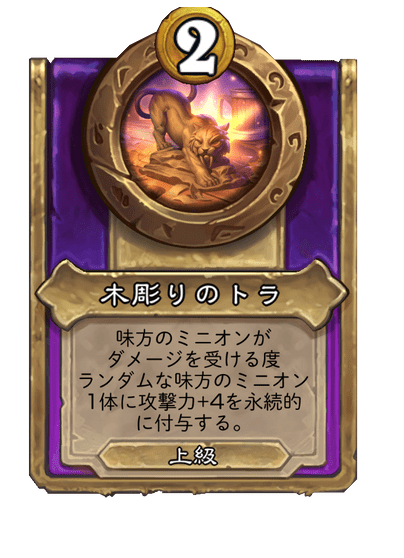 2
木彫りのトラ
味方のミニオンが
ダメージを受ける度
ランダムな味方のミニオン
1体に攻撃力+4を永続的
に付与する。
上級